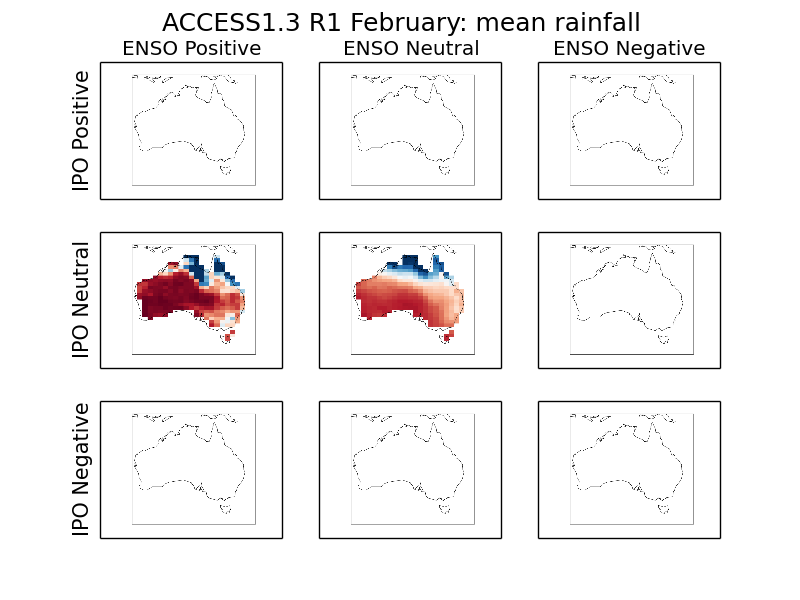 ACCESS1.3 R1 February: mean rainfall
ENSO Positive
ENSO Neutral
ENSO Negative
IPO Positive
IPO Neutral
IPO Negative